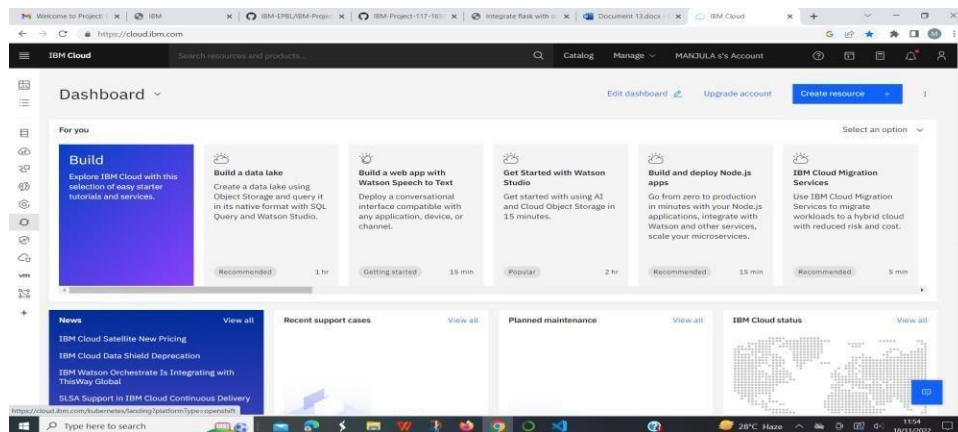 Welcome to Project
IBM
IBM-EPBL/IBM-Projec
IBM-Project-117-165
Integrate flask with
Document 13.docx
IBM Cloud
https://cloud.ibm.com
IBM Cloud
Search resources and products...
Catalog
Manage
MANJULA s's Account
Dashboard
Edit dashboard
Upgrade account
Create resource +
For you
Select an option
Build
Explore IBM Cloud with this
selection of easy starter
tutorials and services.
Build a data lake
Create a data lake using
Object Storage and query it
in its native format with SQL
Query and Watson Studio.
Recommended
1 hr
Build a web app with
Watson Speech to Text
Deploy a conversational
interface compatible with
any application, device, or
channel.
Getting started
15 min
Get Started with Watson
Studio
Get started with using AI
and Cloud Object Storage in
15 minutes.
Popular
2 hr
Build and deploy Node.js
apps
Go from zero to production
in minutes with your Node.js
applications, integrate with
Watson and other services,
scale your microservices.
Recommended
15 min
IBM Cloud Migration
Services
Use IBM Cloud Migration
Services to migrate
workloads to a hybrid cloud
with reduced risk and cost.
Recommended
5 min
News
View all
IBM Cloud Satellite New Pricing
IBM Cloud Data Shield Deprecation
IBM Watson Orchestrate Is Integrating with
ThisWay Global
SLSA Support in IBM Cloud Continuous Delivery
Recent support cases
View all
Planned maintenance
View all
IBM Cloud status
View all
vm
https://cloud.ibm.com/kubernetes/landing?platformType=openshift
Type here to search
28°C Haze
11:54
18/11/2022